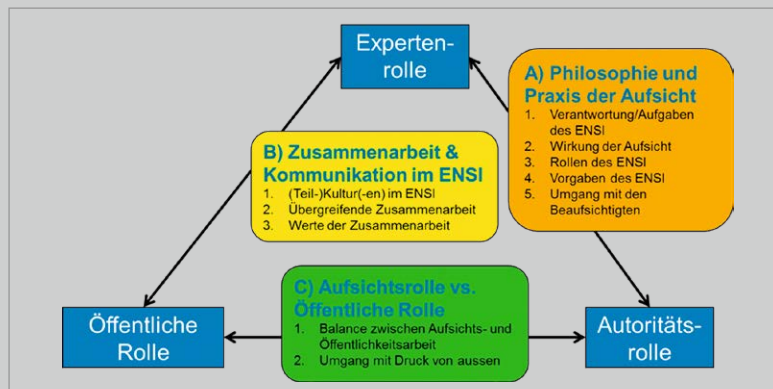 Experten-
rolle
A) Philosophie und
Praxis der Aufsicht
1. Verantwortung/Aufgaben
des ENSI
2. Wirkung der Aufsicht
3. Rollen des ENSI
4. Vorgaben des ENSI
5. Umgang mit den
Beaufsichtigten
B) Zusammenarbeit &
Kommunikation im ENSI
1. (Teil-)Kultur(-en) im ENSI
2. Übergreifende Zusammenarbeit
3. Werte der Zusammenarbeit
C) Aufsichtsrolle vs.
Öffentliche Rolle
1. Balance zwischen Aufsichts- und
Öffentlichkeitsarbeit
2. Umgang mit Druck von aussen
Öffentliche
Rolle
Autoritäts-
rolle